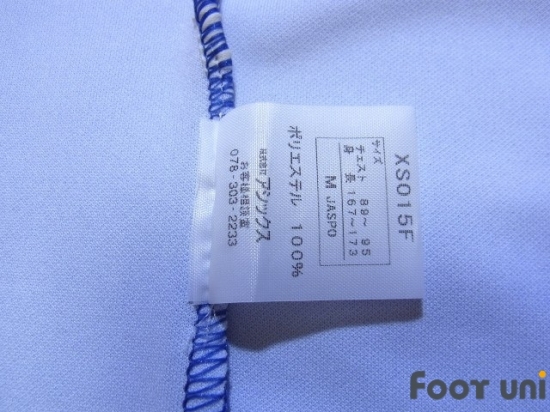 XS015F
サイズ
チェスト 89～95
身 長 167～173
M JASPO
ポリエステル 100%
株式会社 アシックス
お客様相談室
078-303-2233
FOOT UNI